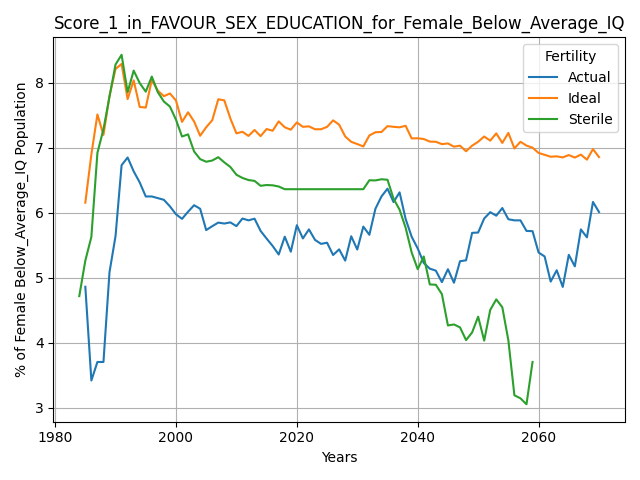 Score_1_in_FAVOUR_SEX_EDUCATION_for_Female_Below_Average_IQ
Fertility
Actual
Ideal
Sterile
% of Female Below_Average_IQ Population
8
7
6
5
4
3
1980
2000
2020
2040
2060
Years